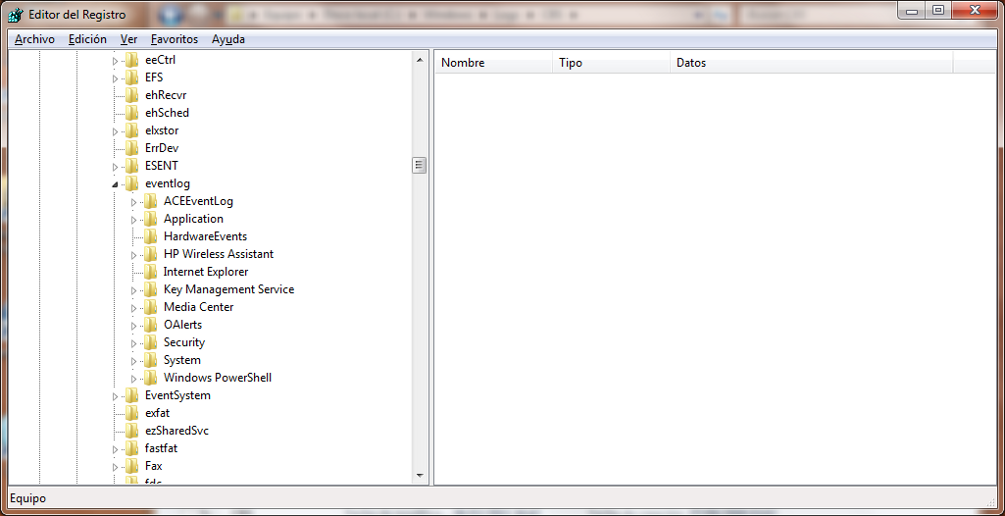 Editor del Registro
Archivo Edición Ver Favoritos Ayuda
eeCtrl
EFS
ehRecvr
ehSched
elxstor
ErrDev
ESENT
eventlog
ACEEventLog
Application
HardwareEvents
HP Wireless Assistant
Internet Explorer
Key Management Service
Media Center
OAlerts
Security
System
Windows PowerShell
EventSystem
exfat
ezSharedSvc
fastfat
Fax
fdc
Nombre Tipo Datos
Equipo